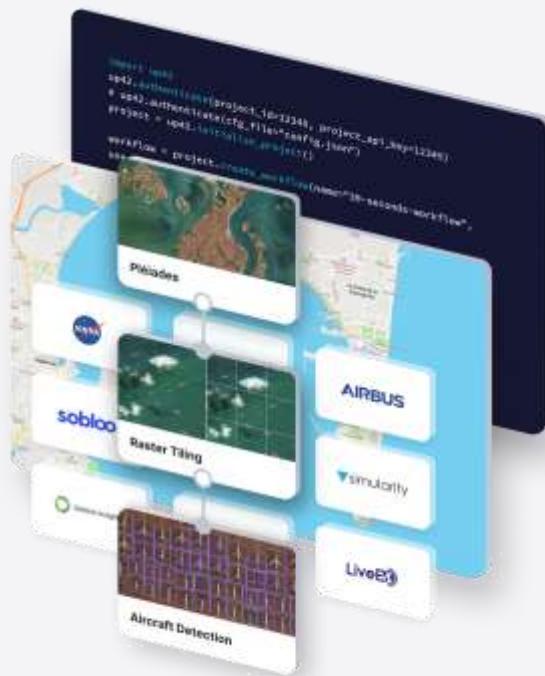 import up42
up42.authenticate(project_id=12345, project_api_key=12345)
# up42.authenticate(cfg_file="config.json")
project = up42.initialize_project()
workflow = project.create_workflow(name="30-seconds-workflow",
Pléiades
NASA
AIRBUS
sobloo
Raster Tiling
simularity
LiveEO
Aircraft Detection